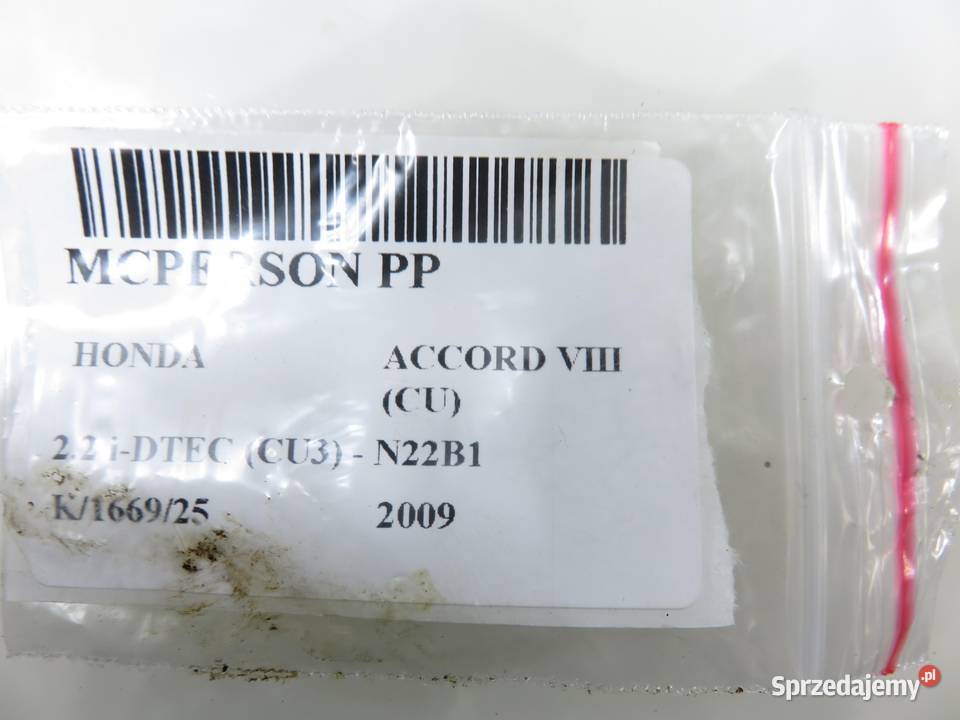 MCPERSON PP
HONDA ACCORD VIII
(CU)
2.2 i-DTEC (CU3) - N22B1
K/1669/25 2009
Sprzedajemy.pl